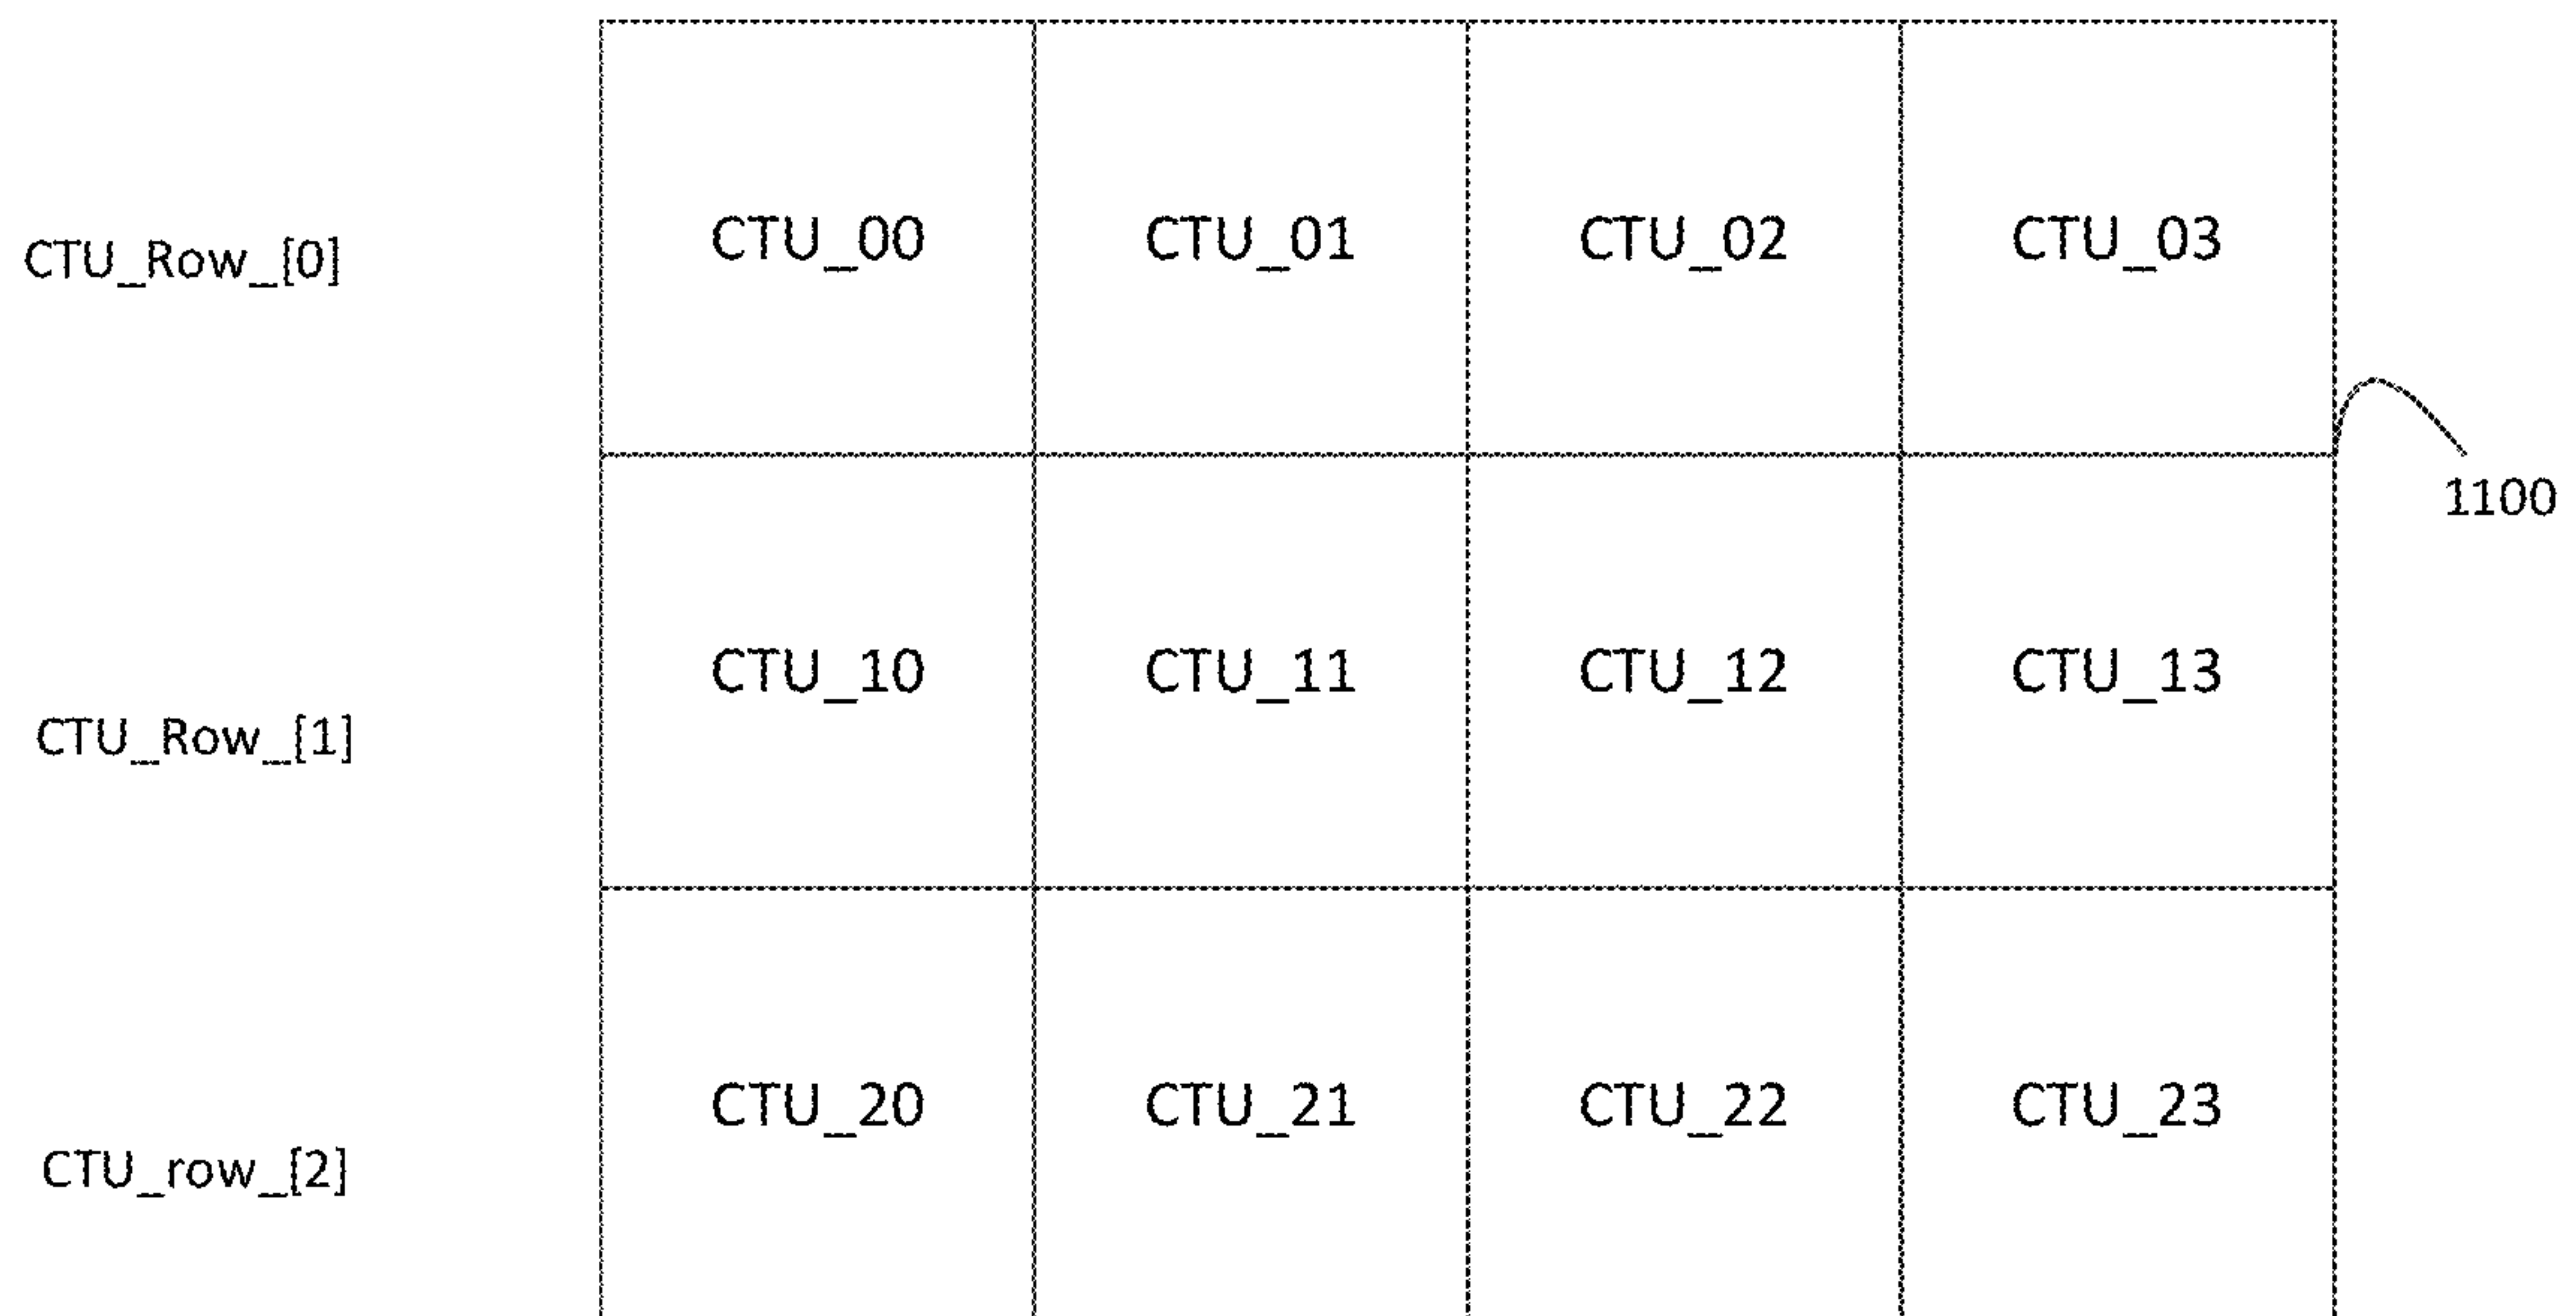 CTU_Row_[0]
CTU_00 CTU_01 CTU_02 CTU_03
1100
CTU_Row_[1]
CTU_10 CTU_11 CTU_12 CTU_13
CTU_row_[2]
CTU_20 CTU_21 CTU_22 CTU_23